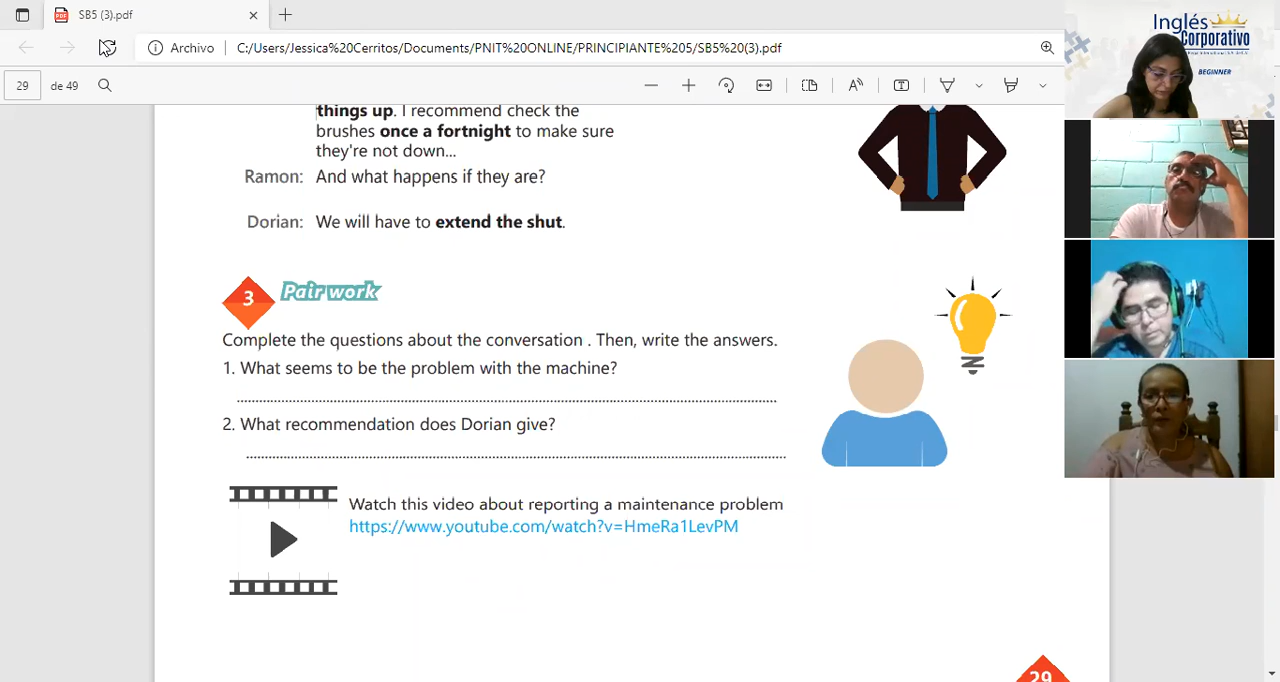 SB5 (3).pdf
Archivo C:/Users/Jessica%20Cerritos/Documents/PNIT%20ONLINE/PRINCIPIANTE%205/SB5%20(3).pdf
29 de 49
Inglés
Corporativo
BEGINNER
things up. I recommend check the
brushes once a fortnight to make sure
they're not down...
Ramon: And what happens if they are?
Dorian: We will have to extend the shut.
3 Pair work
Complete the questions about the conversation . Then, write the answers.
1. What seems to be the problem with the machine?
2. What recommendation does Dorian give?
Watch this video about reporting a maintenance problem
https://www.youtube.com/watch?v=HmeRa1LevPM
29